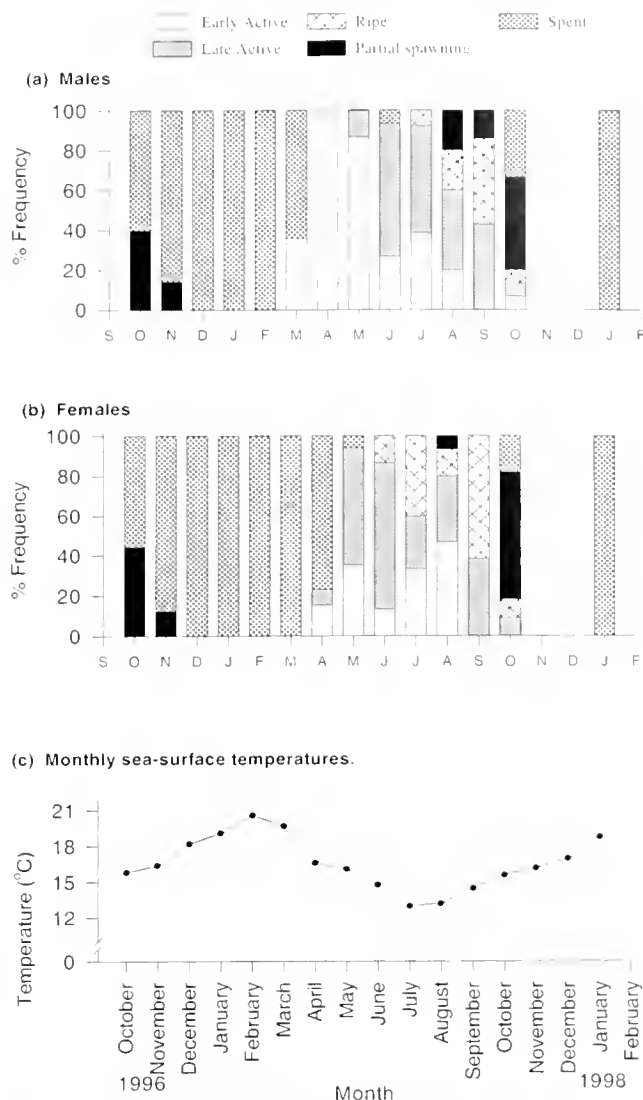 Early Active Ripe Spent
Late Active Partial spawning
(a) Males
% Frequency
100
80
60
40
20
0
S O N D J F M A M J J A S O N D J F
(b) Females
% Frequency
100
80
60
40
20
0
S O N D J F M A M J J A S O N D J F
(c) Monthly sea-surface temperatures.
Temperature (°C)
21
18
15
12
0
October November December January February March April May June July August September October November December January February
1996 1998
Month